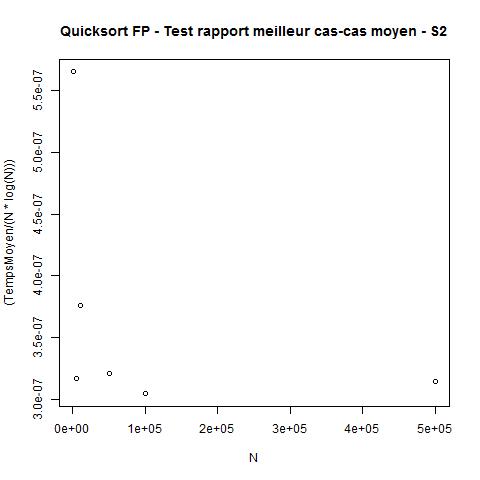 Quicksort FP - Test rapport meilleur cas-cas moyen - S2
(TempsMoyen/(N * log(N)))
5.5e-07
5.0e-07
4.5e-07
4.0e-07
3.5e-07
3.0e-07
0e+00 1e+05 2e+05 3e+05 4e+05 5e+05
N